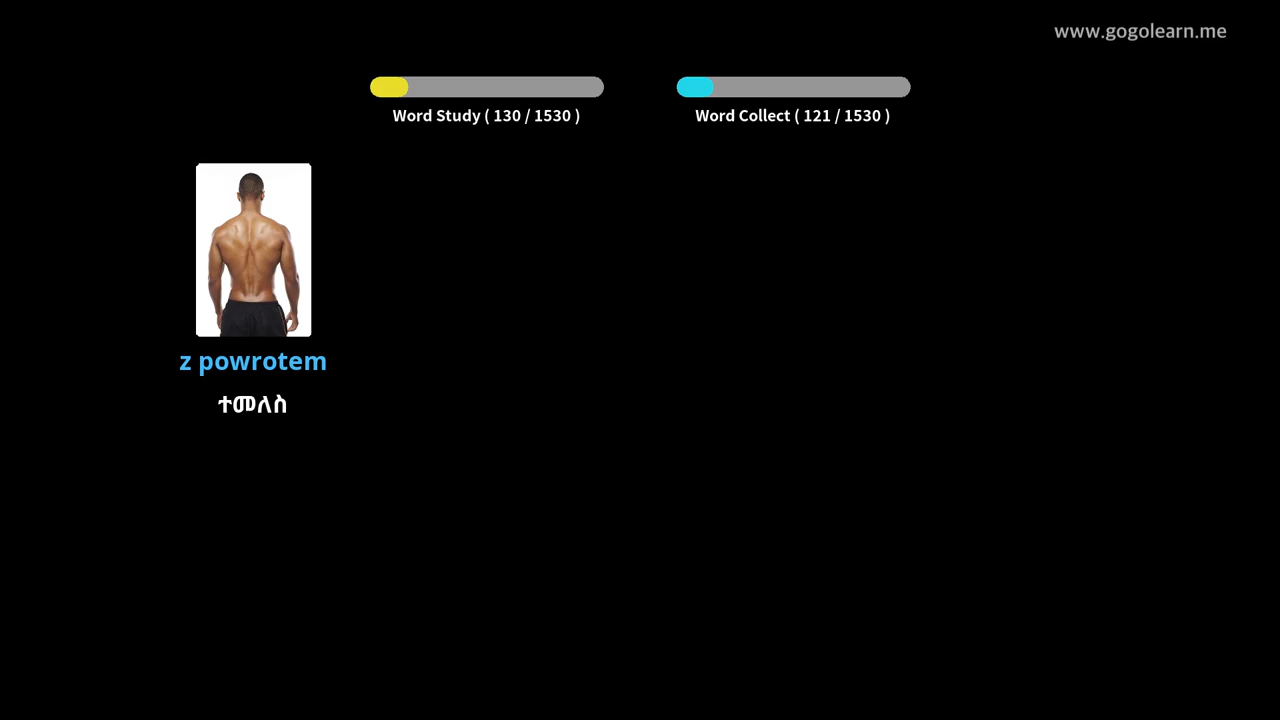 www.gogolearn.me
Word Study ( 130 / 1530 )
Word Collect ( 121 / 1530 )
z powrotem
ተመለስ